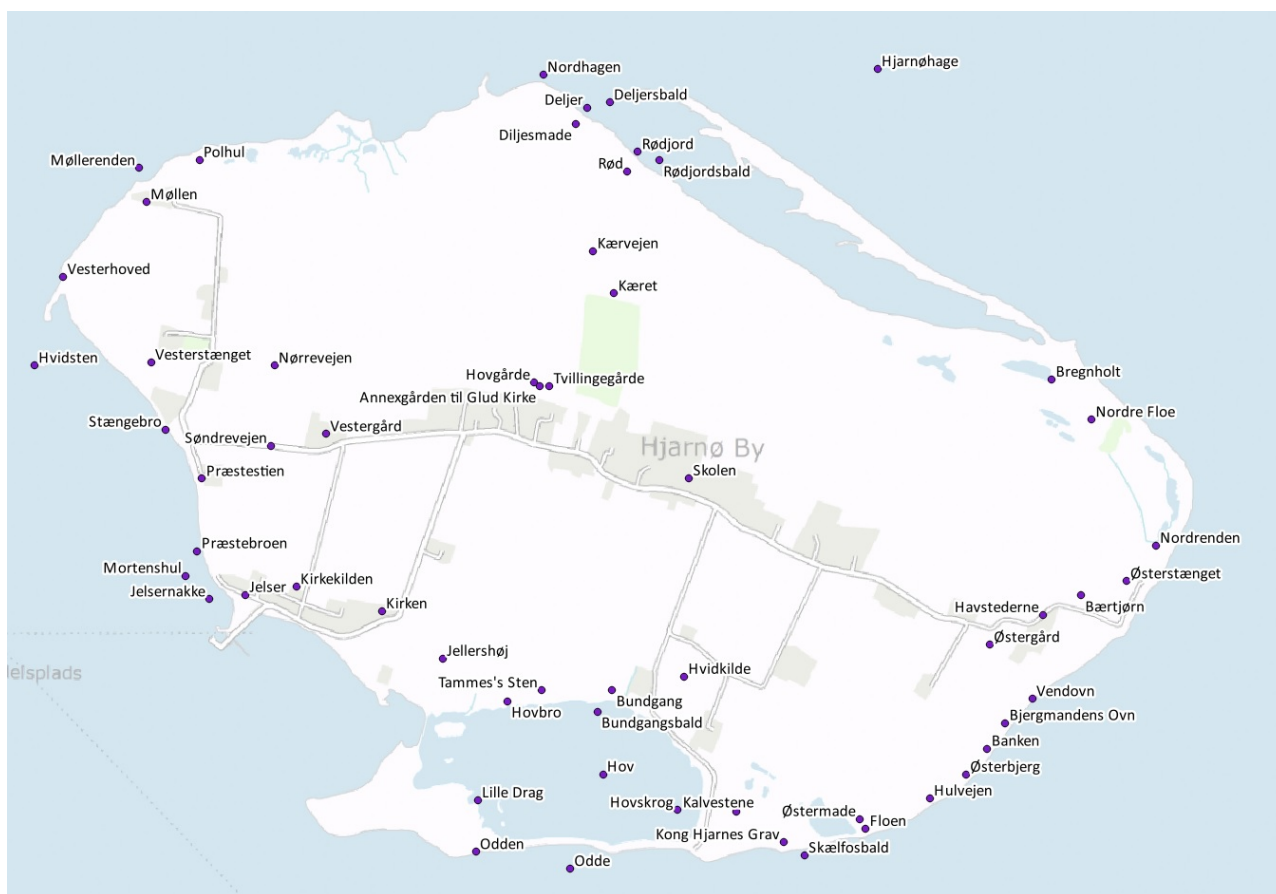 Hjarnøhage
Nordhagen
Deljersbald
Deljer
Diljesmade
Rødjord
Rødjordsbald
Rød
Polhul
Møllerenden
Møllen
Kærvejen
Vesterhoved
Kæret
Hvidsten
Vesterstænget
Nørrevejen
Hovgårde
Tvillingegårde
Annexgården til Glud Kirke
Bregnholt
Nordre Floe
Stængebro
Søndrevejen
Vestergård
Hjarnø By
Præstestien
Skolen
Præstebroen
Nordrenden
Mortenshul
Jelsernakke
Jelser
Kirkekilden
Kirken
Østerstænget
Bærtjørn
Havstederne
Østergård
Jellershøj
elsplads
Tammes's Sten
Hvidkilde
Hovbro
Bundgang
Bundgangsbald
Vendovn
Bjergmandens Ovn
Banken
Østerbjerg
Hov
Hulvejen
Lille Drag
Hovskrog
Kalvestene
Østermade
Floen
Kong Hjarnes Grav
Skælfosbald
Odden
Odde